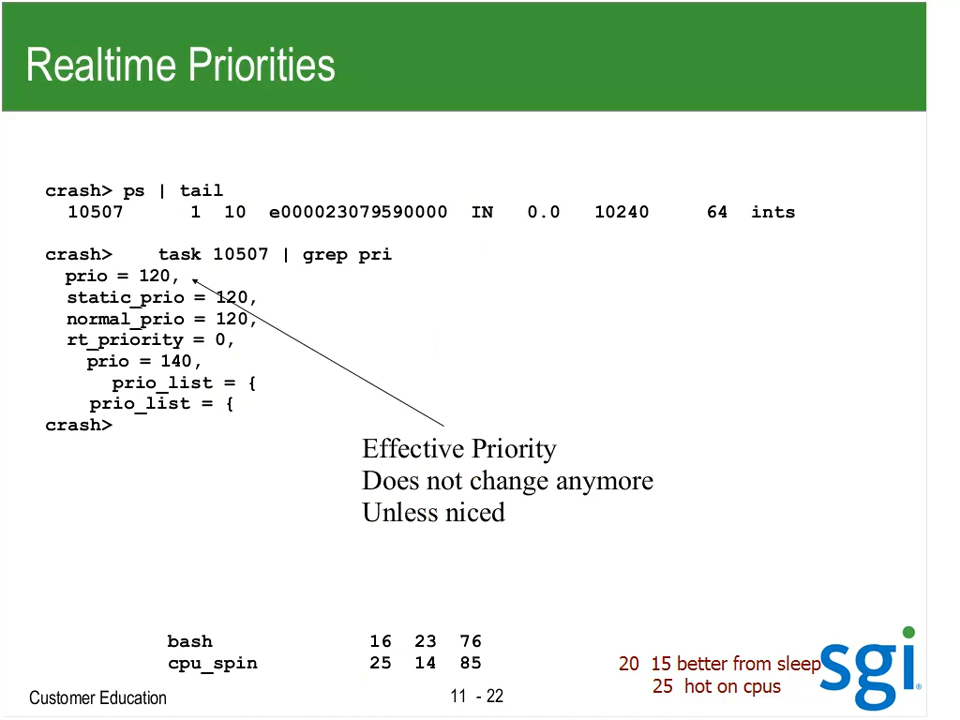 Realtime Priorities
crash> ps | tail
10507 1 10 e000023079590000 IN 0.0 10240 64 ints
crash> task 10507 | grep pri
prio = 120,
static_prio = 120,
normal_prio = 120,
rt_priority = 0,
prio = 140,
prio_list = {
prio_list = {
crash>
Effective Priority
Does not change anymore
Unless niced
bash 16 23 76
cpu_spin 25 14 85
20 15 better from sleep
25 hot on cpus
sgi®
Customer Education
11 - 22